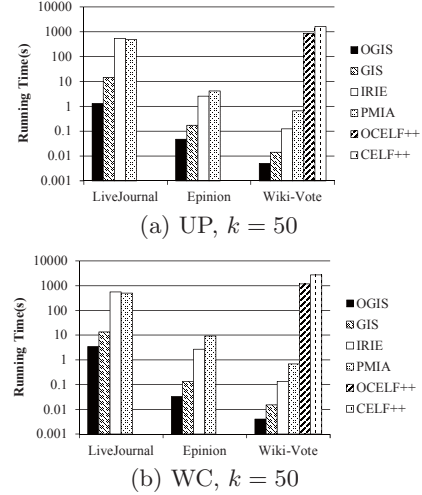 10000
1000
100
10
1
0.1
0.01
0.001
Running Time(s)
LiveJournal Epinion Wiki-Vote
OGIS
GIS
IRIE
PMIA
OCELF++
CELF++
(a) UP, k = 50
10000
1000
100
10
1
0.1
0.01
0.001
Running Time(s)
LiveJournal Epinion Wiki-Vote
OGIS
GIS
IRIE
PMIA
OCELF++
CELF++
(b) WC, k = 50